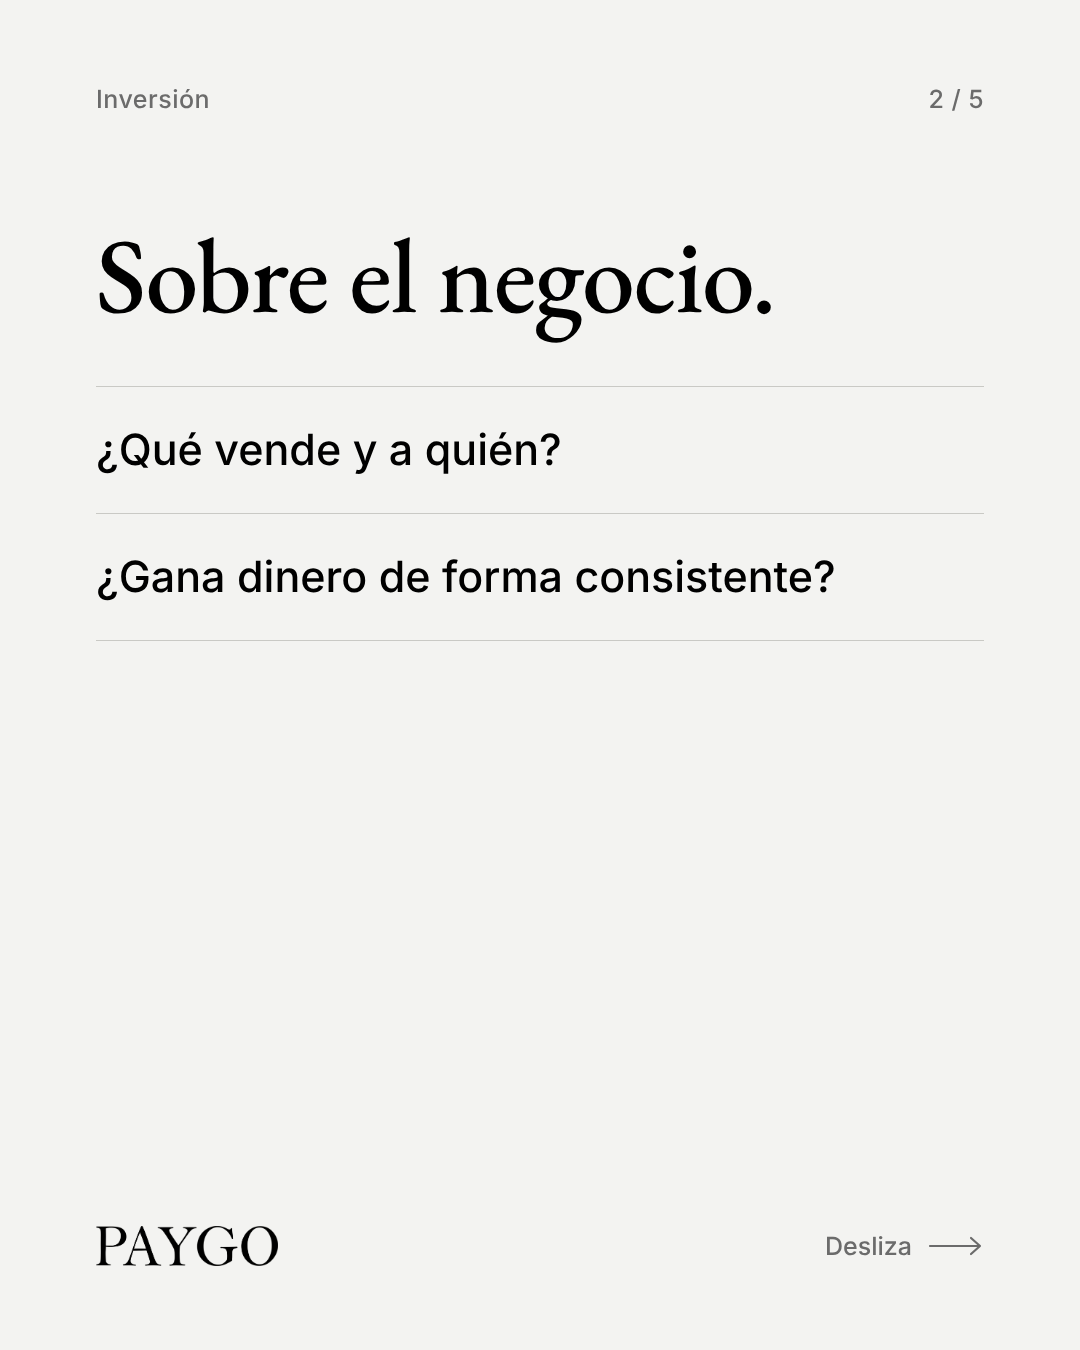 Inversión
2 / 5
Sobre el negocio.
¿Qué vende y a quién?
¿Gana dinero de forma consistente?
PAYGO
Desliza